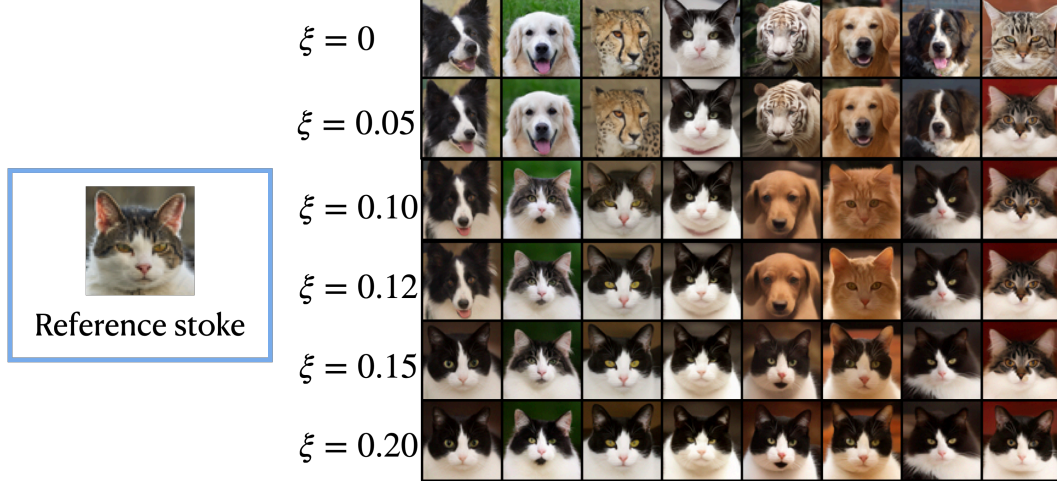 ξ = 0
ξ = 0.05
ξ = 0.10
ξ = 0.12
ξ = 0.15
ξ = 0.20
Reference stoke